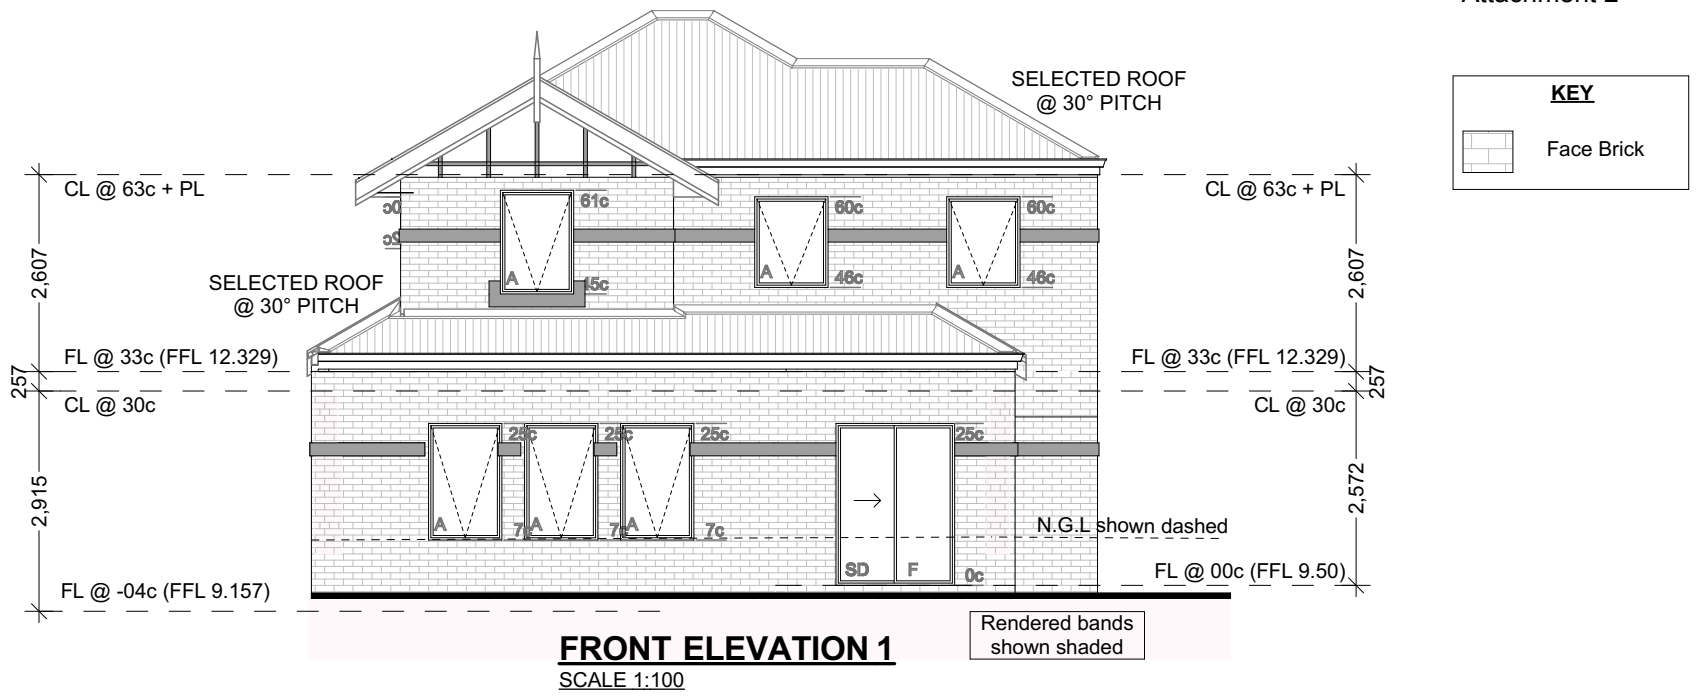 SELECTED ROOF
@ 30° PITCH
KEY
Face Brick
CL @ 63c + PL
CL @ 63c + PL
61c
60c
60c
2,607
2,607
A
A
A
46c
46c
SELECTED ROOF
@ 30° PITCH
FL @ 33c (FFL 12.329)
FL @ 33c (FFL 12.329)
257
257
CL @ 30c
CL @ 30c
25c
25c
25c
25c
2,915
2,572
A
A
A
7c
7c
7c
N.G.L shown dashed
SD
F
0c
FL @ -04c (FFL 9.157)
FL @ 00c (FFL 9.50)
Rendered bands
shown shaded
FRONT ELEVATION 1
SCALE 1:100